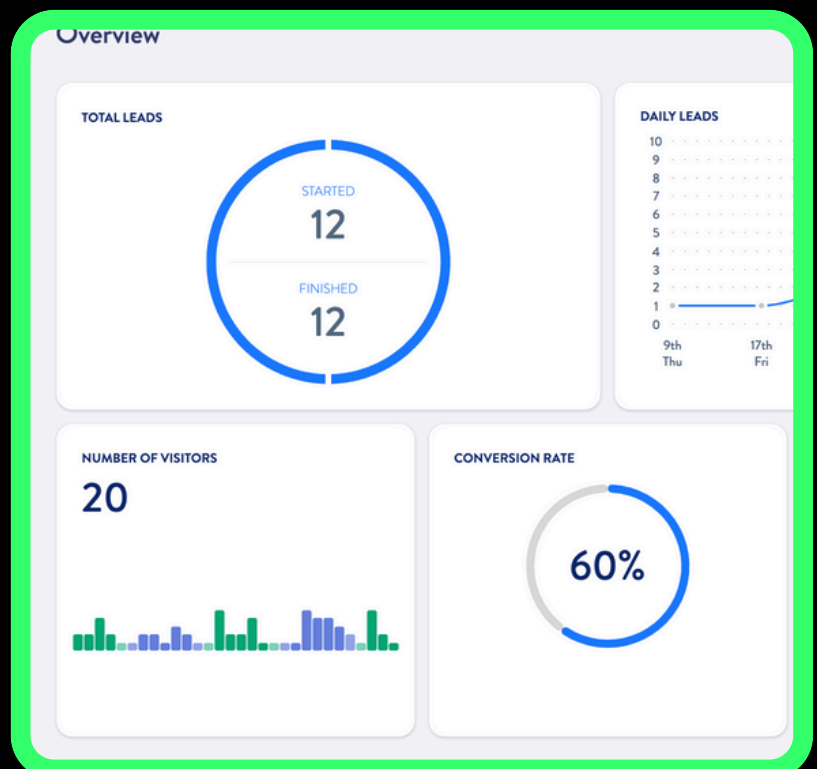 Overview
TOTAL LEADS
STARTED
12
FINISHED
12
DAILY LEADS
10
9
8
7
6
5
4
3
2
1
0
9th 17th
Thu Fri
NUMBER OF VISITORS
20
CONVERSION RATE
60%